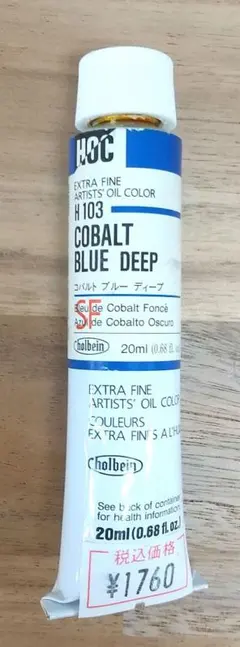 HOC
EXTRA FINE
ARTISTS' OIL COLOR
H 103
COBALT
BLUE DEEP
コバルト ブルー ディープ
SF
Bleu de Cobalt Foncé
Azul de Cobalto Oscuro
holbein 20ml (0.68 fl.oz
EXTRA FINE
ARTISTS' OIL COLOR
COULEURS
EXTRA FINES A L'HU
holbein
See back of container
for health information.
20ml (0.68 fl.oz.)
税込価格
¥1760